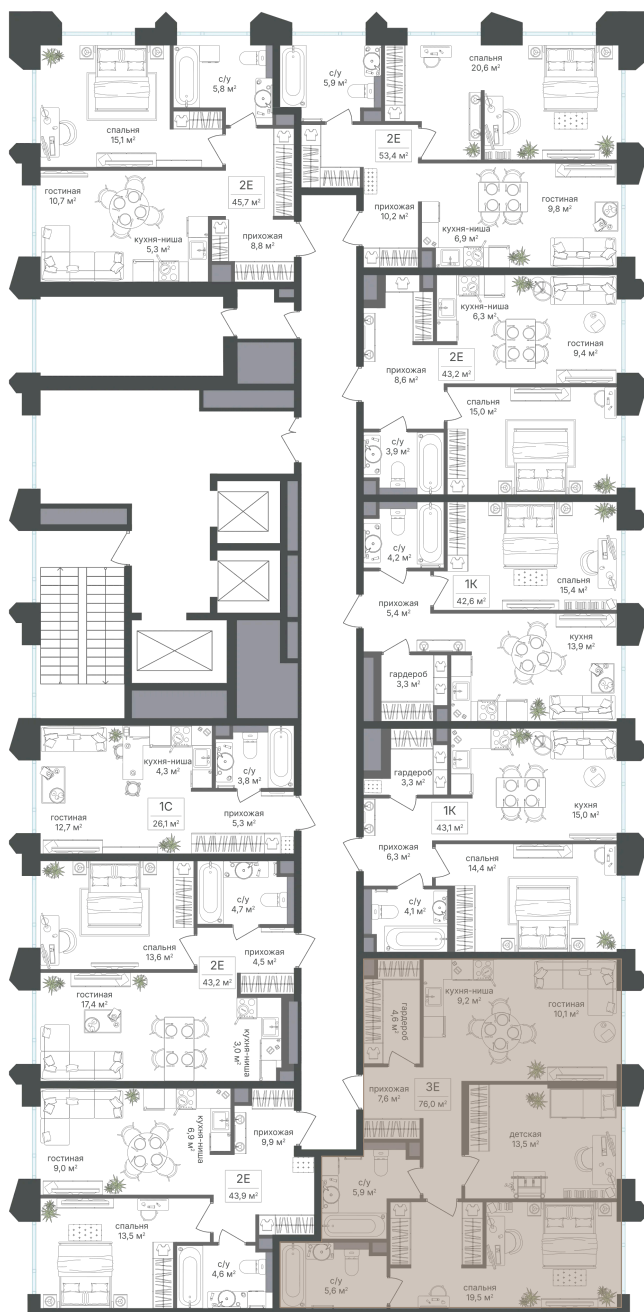 с/у
5,8 м²
с/у
5,9 м²
спальня
20,6 м²
спальня
15,1 м²
2Е
53,4 м²
гостиная
10,7 м²
2Е
45,7 м²
прихожая
10,2 м²
гостиная
9,8 м²
кухня-ниша
5,3 м²
прихожая
8,8 м²
кухня-ниша
6,9 м²
кухня-ниша
6,3 м²
гостиная
9,4 м²
2Е
43,2 м²
прихожая
8,6 м²
спальня
15,0 м²
с/у
3,9 м²
с/у
4,2 м²
1К
42,6 м²
спальня
15,4 м²
прихожая
5,4 м²
кухня
13,9 м²
гардероб
3,3 м²
кухня-ниша
4,3 м²
с/у
3,8 м²
гардероб
3,3 м²
1С
26,1 м²
гостиная
12,7 м²
прихожая
5,3 м²
кухня
15,0 м²
1К
43,1 м²
прихожая
6,3 м²
спальня
14,4 м²
с/у
4,7 м²
с/у
4,1 м²
спальня
13,6 м²
прихожая
4,5 м²
2Е
43,2 м²
гостиная
17,4 м²
кухня-ниша
3,0 м²
гардероб
4,6 м²
кухня-ниша
9,2 м²
гостиная
10,1 м²
прихожая
7,6 м²
3Е
76,0 м²
кухня-ниша
6,9 м²
прихожая
9,9 м²
детская
13,5 м²
гостиная
9,0 м²
2Е
43,9 м²
с/у
5,9 м²
спальня
13,5 м²
с/у
4,6 м²
с/у
5,6 м²
спальня
19,5 м²